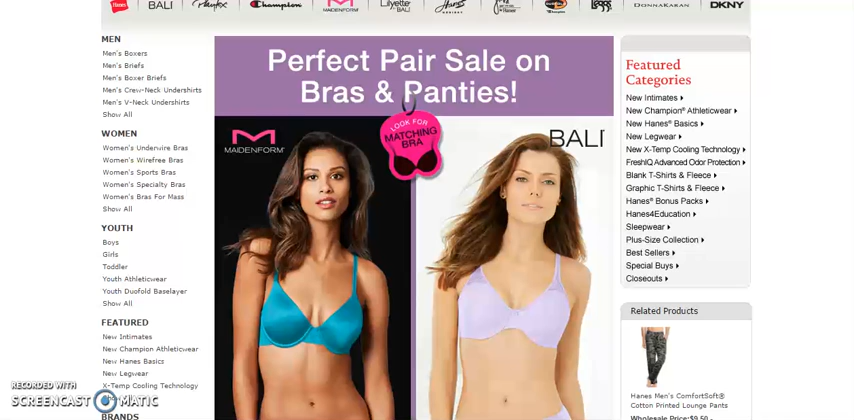 Hanes BALI Playtex Champion MAIDENFORM Lilyette BY BALI Hanes L'eggs DONNAKARAN DKNY
MEN
Men's Boxers
Men's Briefs
Men's Boxer Briefs
Men's Crew-Neck Undershirts
Men's V-Neck Undershirts
Show All
WOMEN
Women's Underwire Bras
Women's Wirefree Bras
Women's Sports Bras
Women's Specialty Bras
Women's Bras For Mass
Show All
YOUTH
Boys
Girls
Toddler
Youth Athleticwear
Youth Duofold Baselayer
Show All
FEATURED
New Intimates
New Champion Athleticwear
New Hanes Basics
New Legwear
X-Temp Cooling Technology
BRANDS
Perfect Pair Sale on
Bras & Panties!
LOOK FOR
MATCHING
BRA
MAIDENFORM
BALI
Featured
Categories
New Intimates
New Champion® Athleticwear
New Hanes® Basics
New Legwear
New X-Temp Cooling Technology
FreshIQ Advanced Odor Protection
Blank T-Shirts & Fleece
Graphic T-Shirts & Fleece
Hanes® Bonus Packs
Hanes4Education
Sleepwear
Plus-Size Collection
Best Sellers
Special Buys
Closeouts
Related Products
Hanes Men's ComfortSoft®
Cotton Printed Lounge Pants
Wholesale Price:$9.50 -
RECORDED WITH
SCREENCAST MATIC